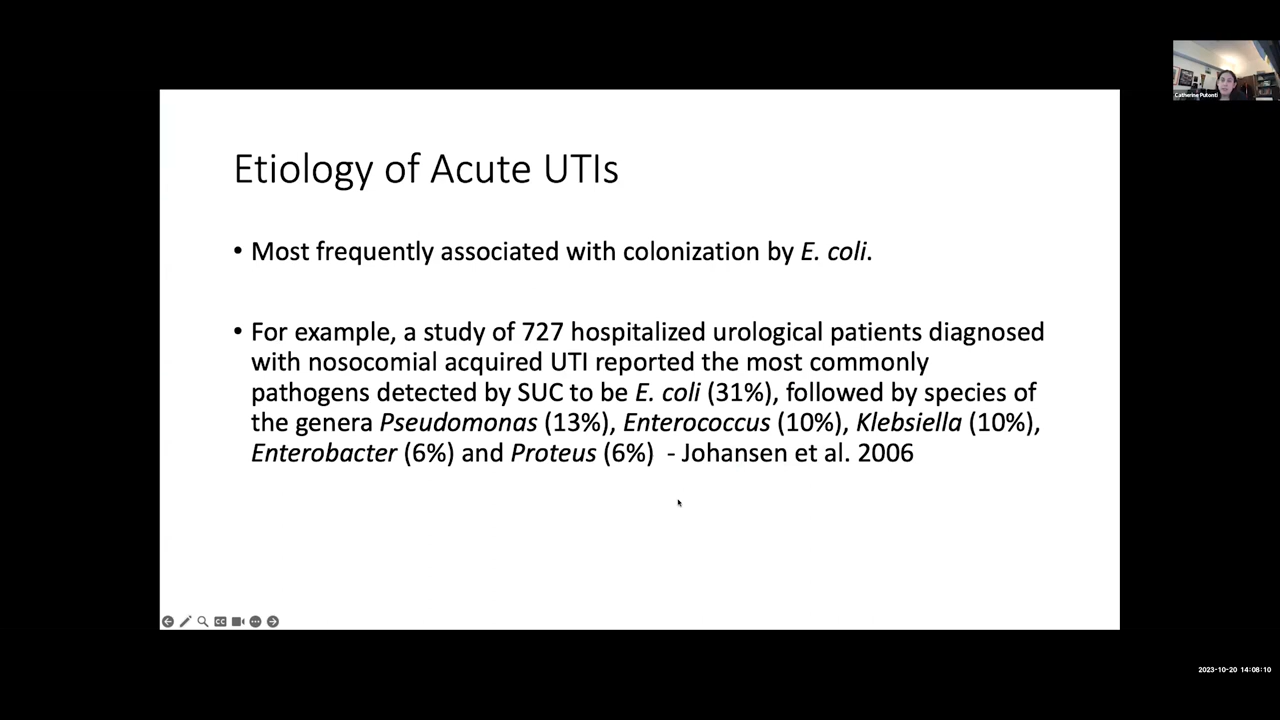 Catherine Putonti
Etiology of Acute UTIs
• Most frequently associated with colonization by E. coli.
• For example, a study of 727 hospitalized urological patients diagnosed
with nosocomial acquired UTI reported the most commonly
pathogens detected by SUC to be E. coli (31%), followed by species of
the genera Pseudomonas (13%), Enterococcus (10%), Klebsiella (10%),
Enterobacter (6%) and Proteus (6%) - Johansen et al. 2006
CC
2023-10-20 14:08:10